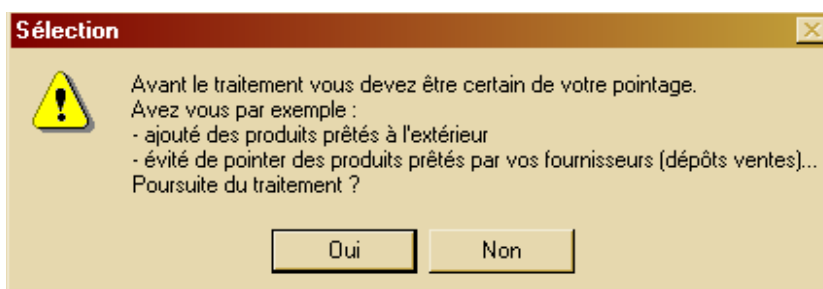 Sélection
Avant le traitement vous devez être certain de votre pointage.
Avez vous par exemple :
- ajouté des produits prêtés à l'extérieur
- évité de pointer des produits prêtés par vos fournisseurs (dépôts ventes)...
Poursuite du traitement ?
Oui
Non